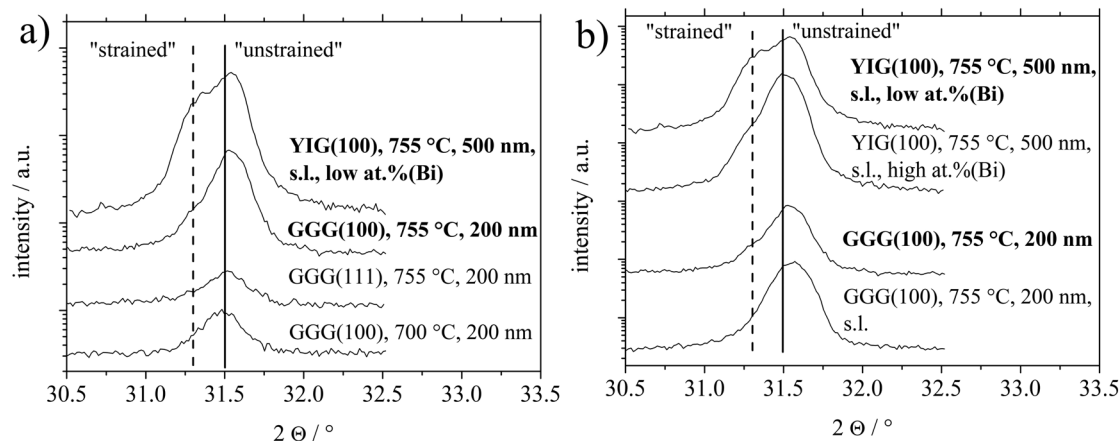 a)
"strained"
"unstrained"
YIG(100), 755 °C, 500 nm,
s.l., low at.%(Bi)
GGG(100), 755 °C, 200 nm
GGG(111), 755 °C, 200 nm
GGG(100), 700 °C, 200 nm
intensity / a.u.
30.5 31.0 31.5 32.0 32.5 33.0 33.5
2 Θ / °
b)
"strained"
"unstrained"
YIG(100), 755 °C, 500 nm,
s.l., low at.%(Bi)
YIG(100), 755 °C, 500 nm,
s.l., high at.%(Bi)
GGG(100), 755 °C, 200 nm
GGG(100), 755 °C, 200 nm,
s.l.
intensity / a.u.
30.5 31.0 31.5 32.0 32.5 33.0 33.5
2 Θ / °